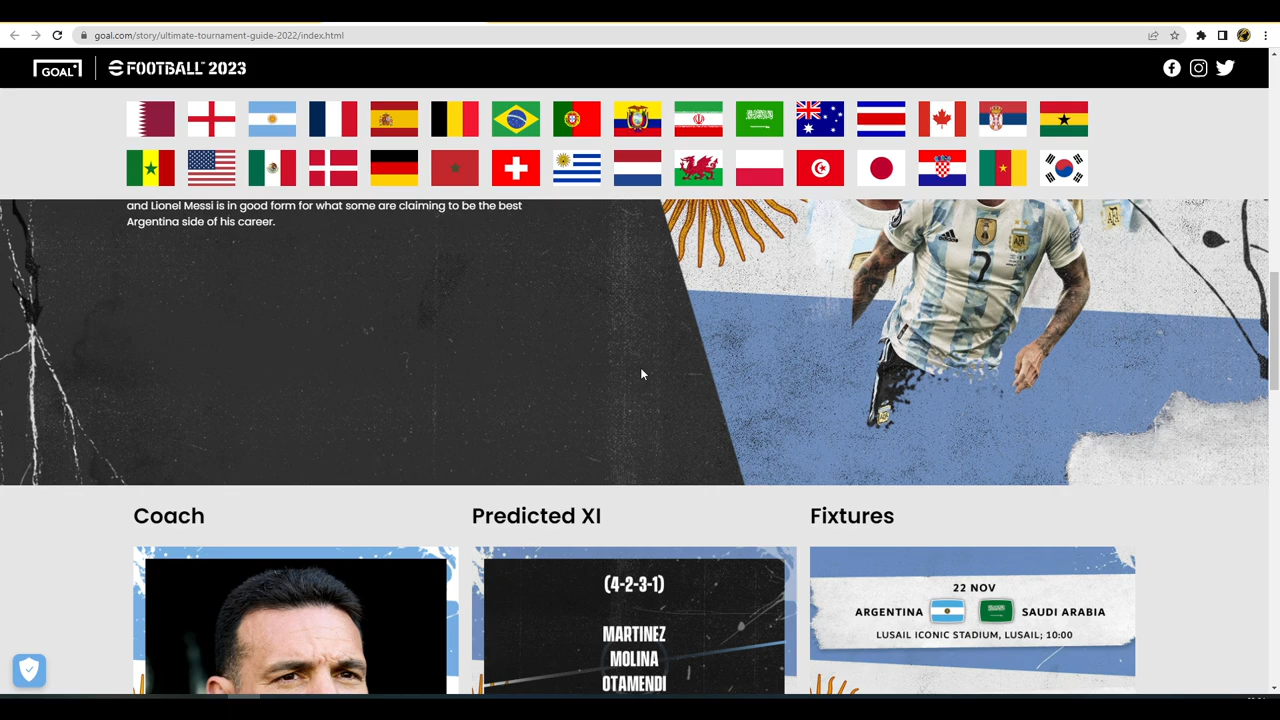 goal.com/story/ultimate-tournament-guide-2022/index.html
GOAL
FOOTBALL 2023
and Lionel Messi is in good form for what some are claiming to be the best
Argentina side of his career.
Coach
Predicted XI
Fixtures
(4-2-3-1)
MARTINEZ
MOLINA
OTAMENDI
22 NOV
ARGENTINA
SAUDI ARABIA
LUSAIL ICONIC STADIUM, LUSAIL; 10:00